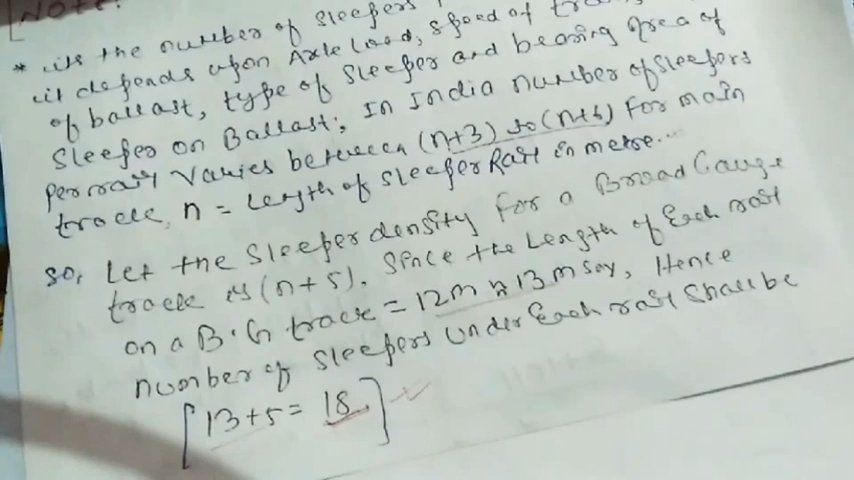 [NOTE:
* it is the number of sleepers
it depends upon Axle load, speed of
of ballast, type of Sleeper and bearing Area of
Sleeper on Ballast; In India number of sleepers
per rail Varies between (n+3) to (n+6) For main
track, n = Length of Sleeper Rail in metre...
So, Let the Sleeper density for a Broad Gauge
track is (n+5). Since the Length of Each rail
on a B.G track = 12m ≈ 13m say, Hence
number of Sleepers under Each rail shall be
[13+5 = 18]